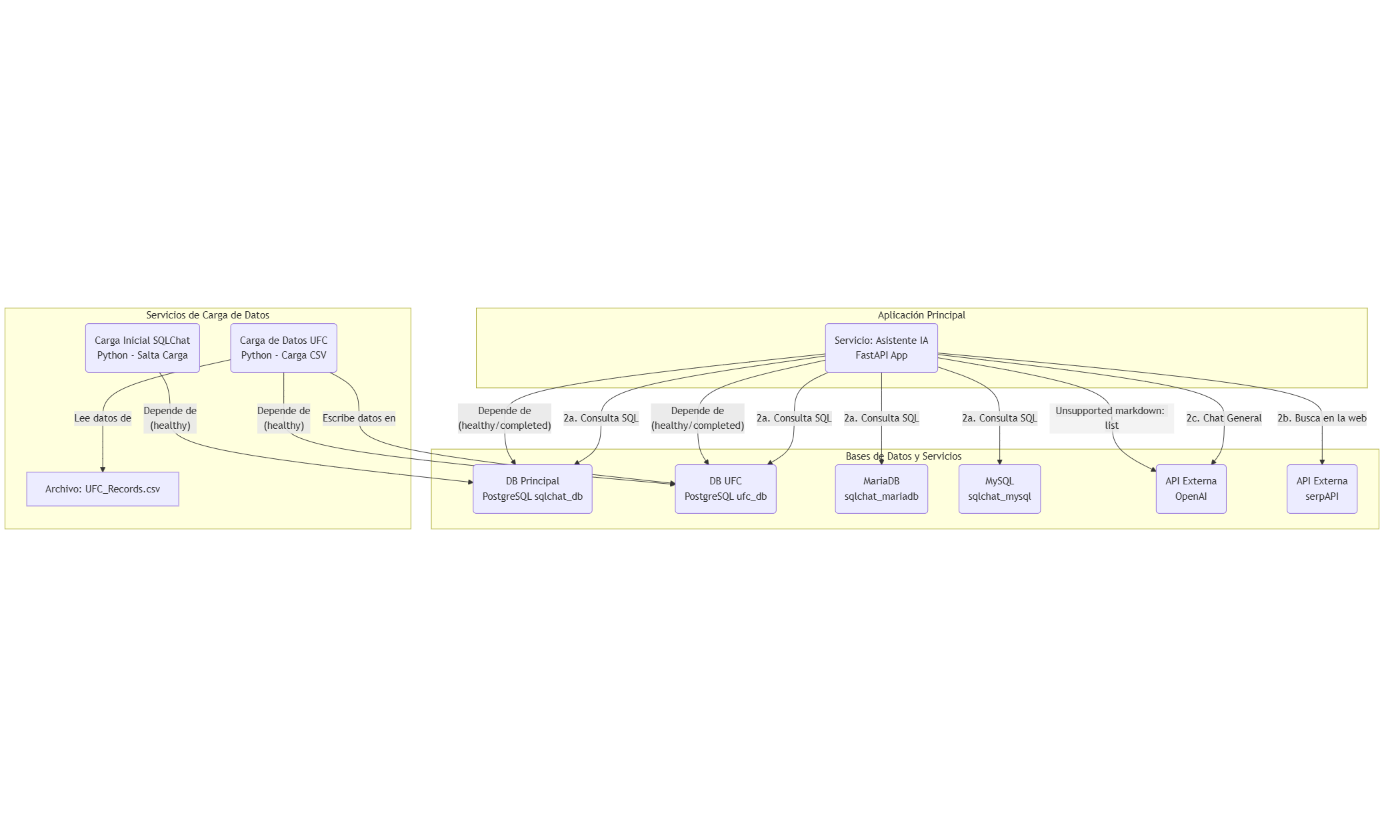 Servicios de Carga de Datos
Carga Inicial SQLChat
Python - Salta Carga
Carga de Datos UFC
Python - Carga CSV
Lee datos de
Depende de
(healthy)
Depende de
(healthy)
Escribe datos en
Archivo: UFC_Records.csv
Aplicación Principal
Servicio: Asistente IA
FastAPI App
Depende de
(healthy/completed)
2a. Consulta SQL
Depende de
(healthy/completed)
2a. Consulta SQL
2a. Consulta SQL
2a. Consulta SQL
Unsupported markdown:
list
2c. Chat General
2b. Busca en la web
Bases de Datos y Servicios
DB Principal
PostgreSQL sqlchat_db
DB UFC
PostgreSQL ufc_db
MariaDB
sqlchat_mariadb
MySQL
sqlchat_mysql
API Externa
OpenAI
API Externa
serpAPI